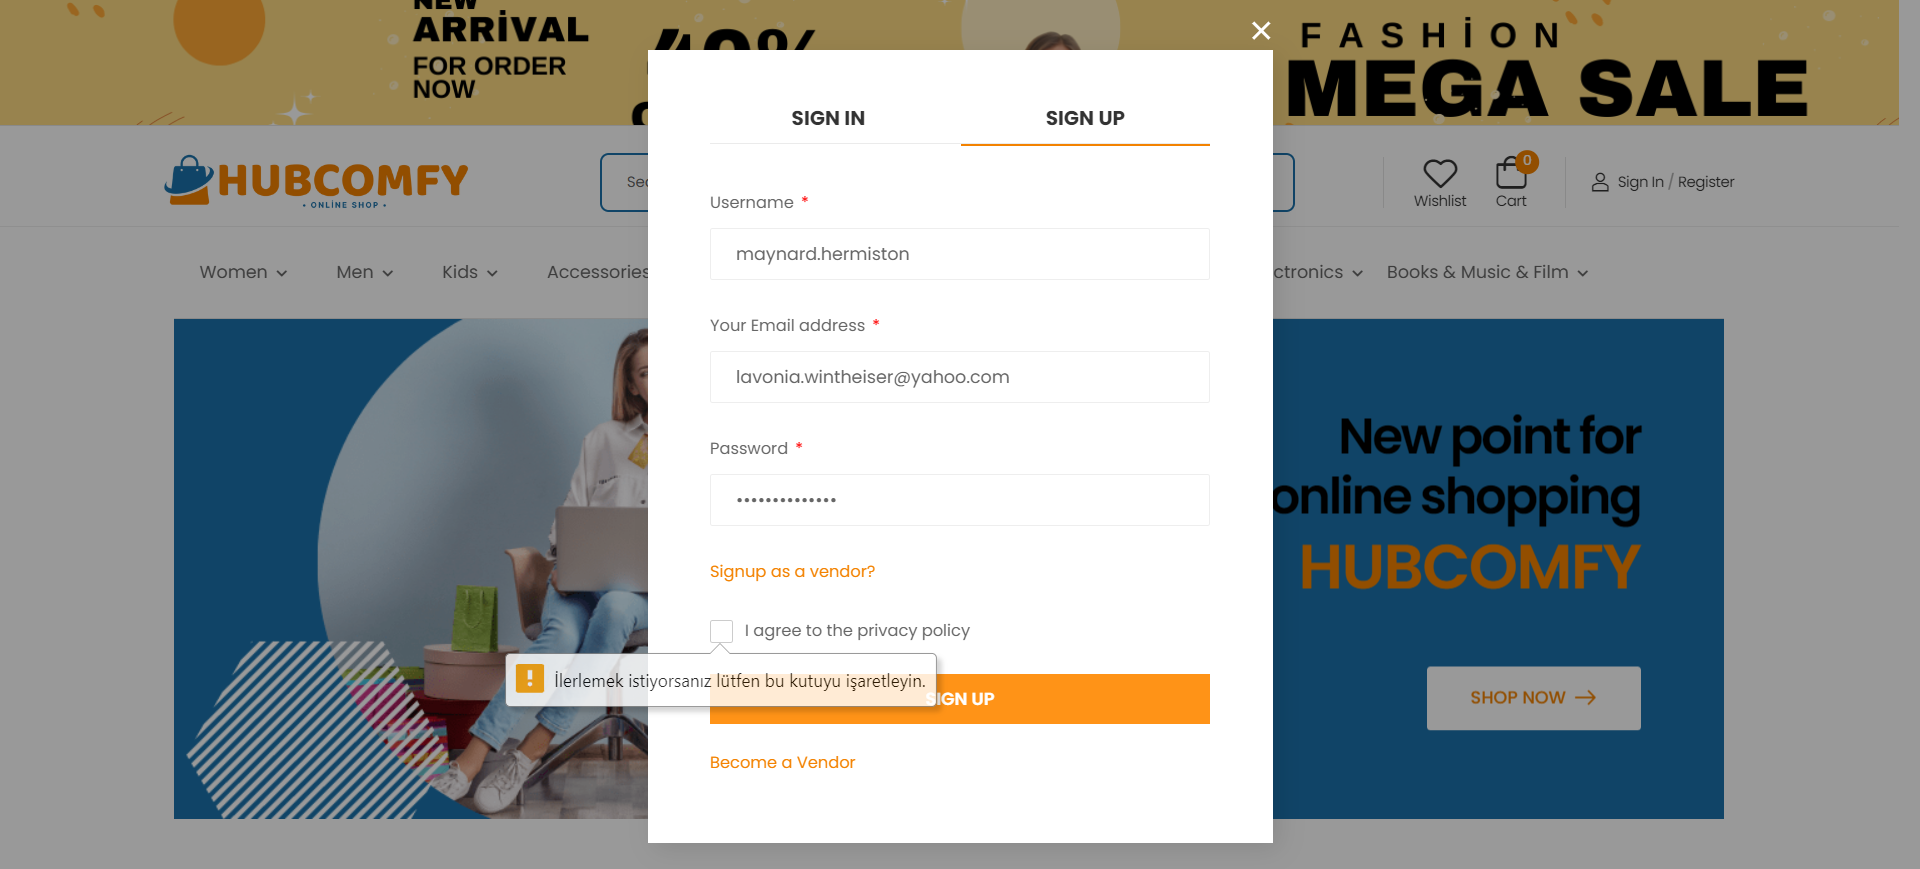 NEW
ARRİVAL
FOR ORDER
NOW
40%
FASHİON
MEGA SALE
SIGN IN
SIGN UP
HUBCOMFY
• ONLİNE SHOP •
0
Wishlist
Cart
Sign In / Register
Username *
maynard.hermiston
Women
Men
Kids
Accessories
Books & Music & Film
Your Email address *
lavonia.wintheiser@yahoo.com
Password *
••••••••••••••
New point for
online shopping
HUBCOMFY
Signup as a vendor?
I agree to the privacy policy
İlerlemek istiyorsanız lütfen bu kutuyu işaretleyin.
SIGN UP
SHOP NOW
Become a Vendor